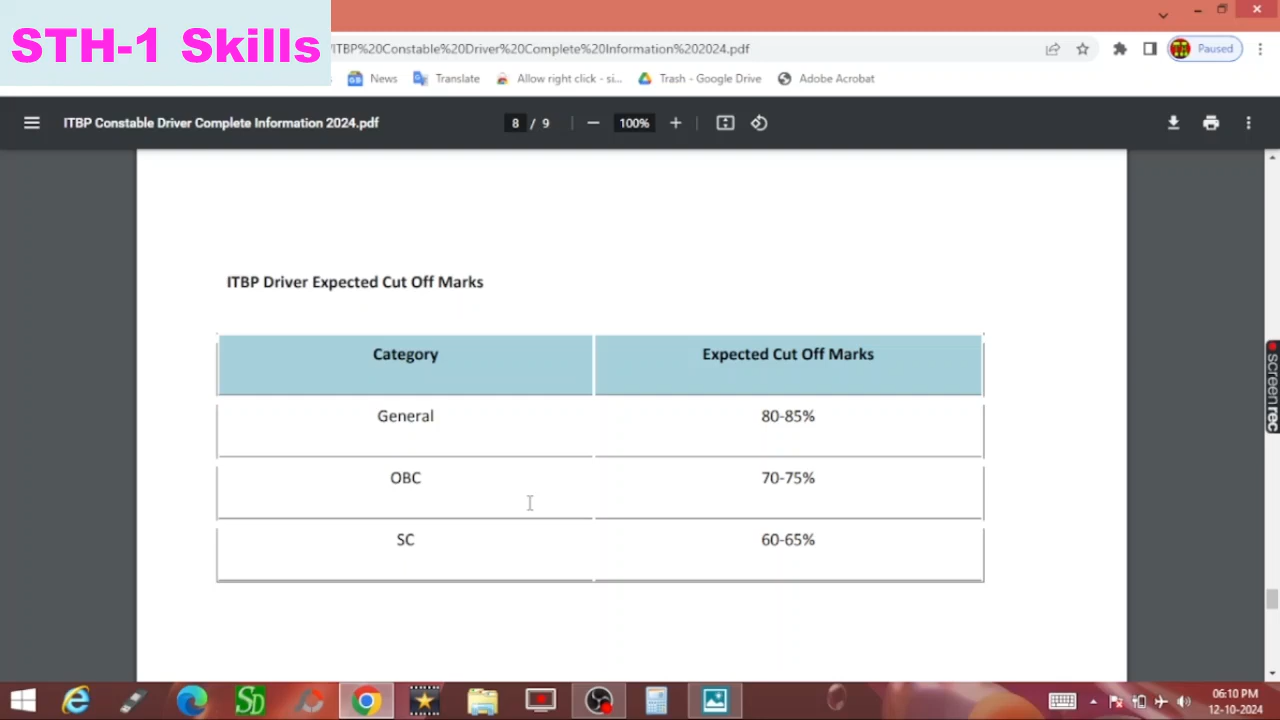 STH-1 Skills
/ITBP%20Constable%20Driver%20Complete%20Information%202024.pdf
Paused
News
Translate
Allow right click - si...
Trash - Google Drive
Adobe Acrobat
ITBP Constable Driver Complete Information 2024.pdf
8 / 9
100%
ITBP Driver Expected Cut Off Marks
Category Expected Cut Off Marks
General 80-85%
OBC 70-75%
SC 60-65%
screenrec
SD
06:10 PM
12-10-2024